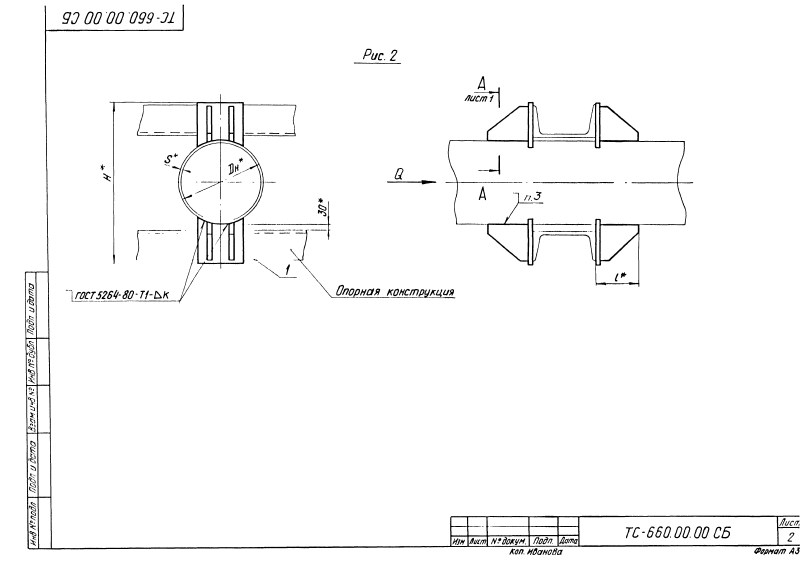 ТС-660.00.00 СБ
Рис. 2
А
лист 1
S*
Dн*
H*
Q
А
30*
п.3
1
l*
ГОСТ 5264-80-Т1-⊿К
Опорная конструкция
Подп и дата
Инв № дубл
Взам инв №
Подп и дата
Инв № подл
ТС-660.00.00 СБ
Лист
2
Изм Лист № докум. Подп Дата
Коп. Иванова
Формат А3